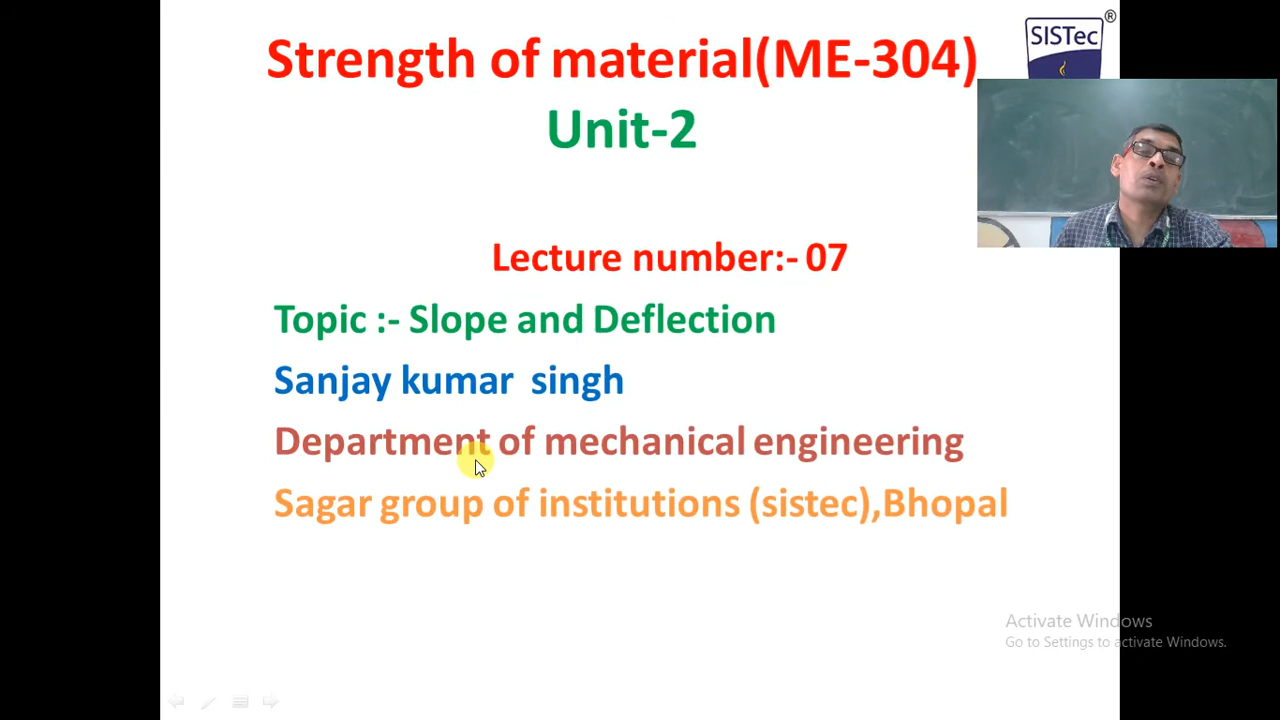 Strength of material(ME-304)
Unit-2
SISTec
®
Lecture number:- 07
Topic :- Slope and Deflection
Sanjay kumar singh
Department of mechanical engineering
Sagar group of institutions (sistec),Bhopal
Activate Windows
Go to Settings to activate Windows.